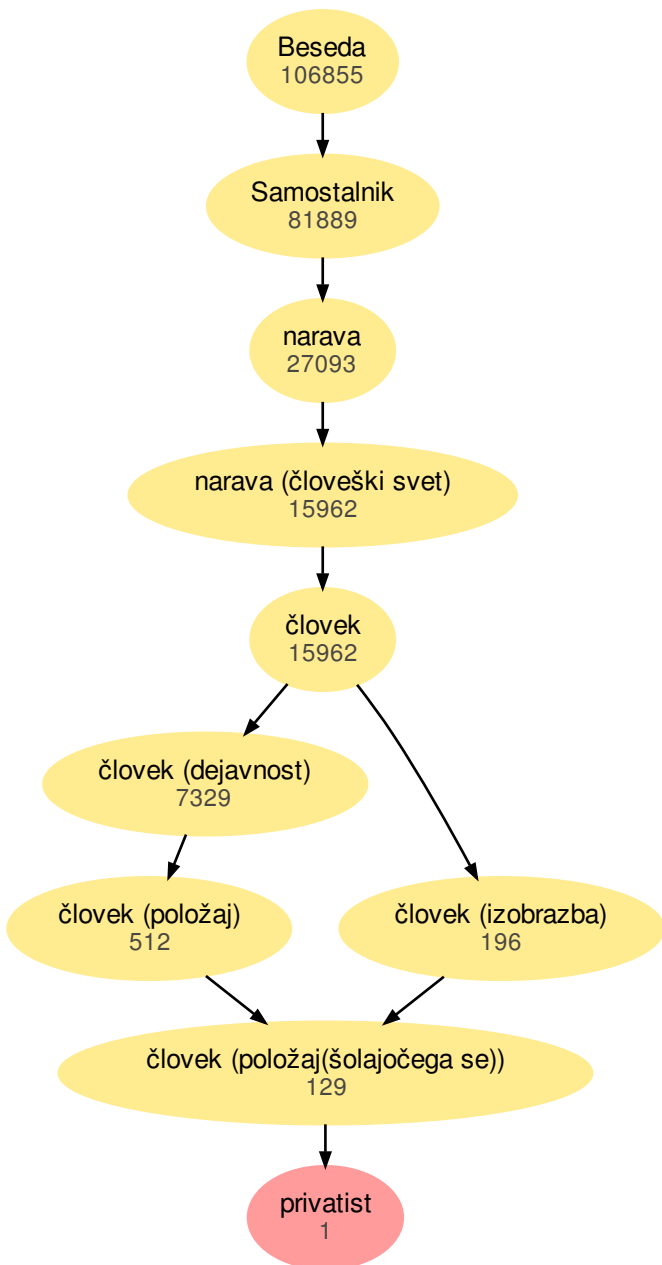 Beseda
106855
Samostalnik
81889
narava
27093
narava (človeški svet)
15962
človek
15962
človek (dejavnost)
7329
človek (položaj)
512
človek (izobrazba)
196
človek (položaj(šolajočega se))
129
privatist
1